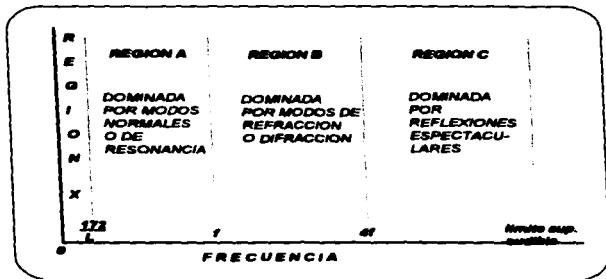 REGION X
REGION A
DOMINADA
POR MODOS
NORMALES
O DE
RESONANCIA
REGION B
DOMINADA
POR MODOS DE
REFRACCION
O DIFRACCION
REGION C
DOMINADA
POR
REFLEXIONES
ESPECTACU-
LARES
172
L
f
4f
limite sup.
audible
0
FRECUENCIA